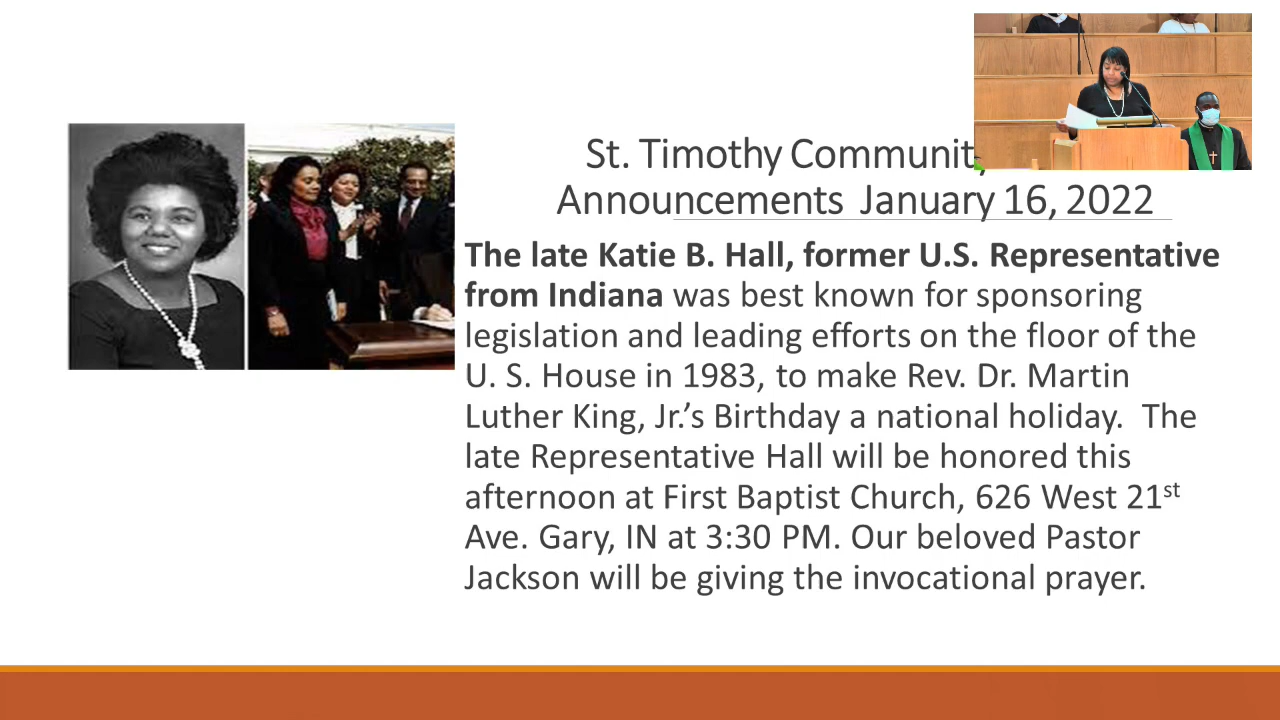 St. Timothy Communit
Announcements January 16, 2022
The late Katie B. Hall, former U.S. Representative
from Indiana was best known for sponsoring
legislation and leading efforts on the floor of the
U. S. House in 1983, to make Rev. Dr. Martin
Luther King, Jr.’s Birthday a national holiday. The
late Representative Hall will be honored this
afternoon at First Baptist Church, 626 West 21st
Ave. Gary, IN at 3:30 PM. Our beloved Pastor
Jackson will be giving the invocational prayer.